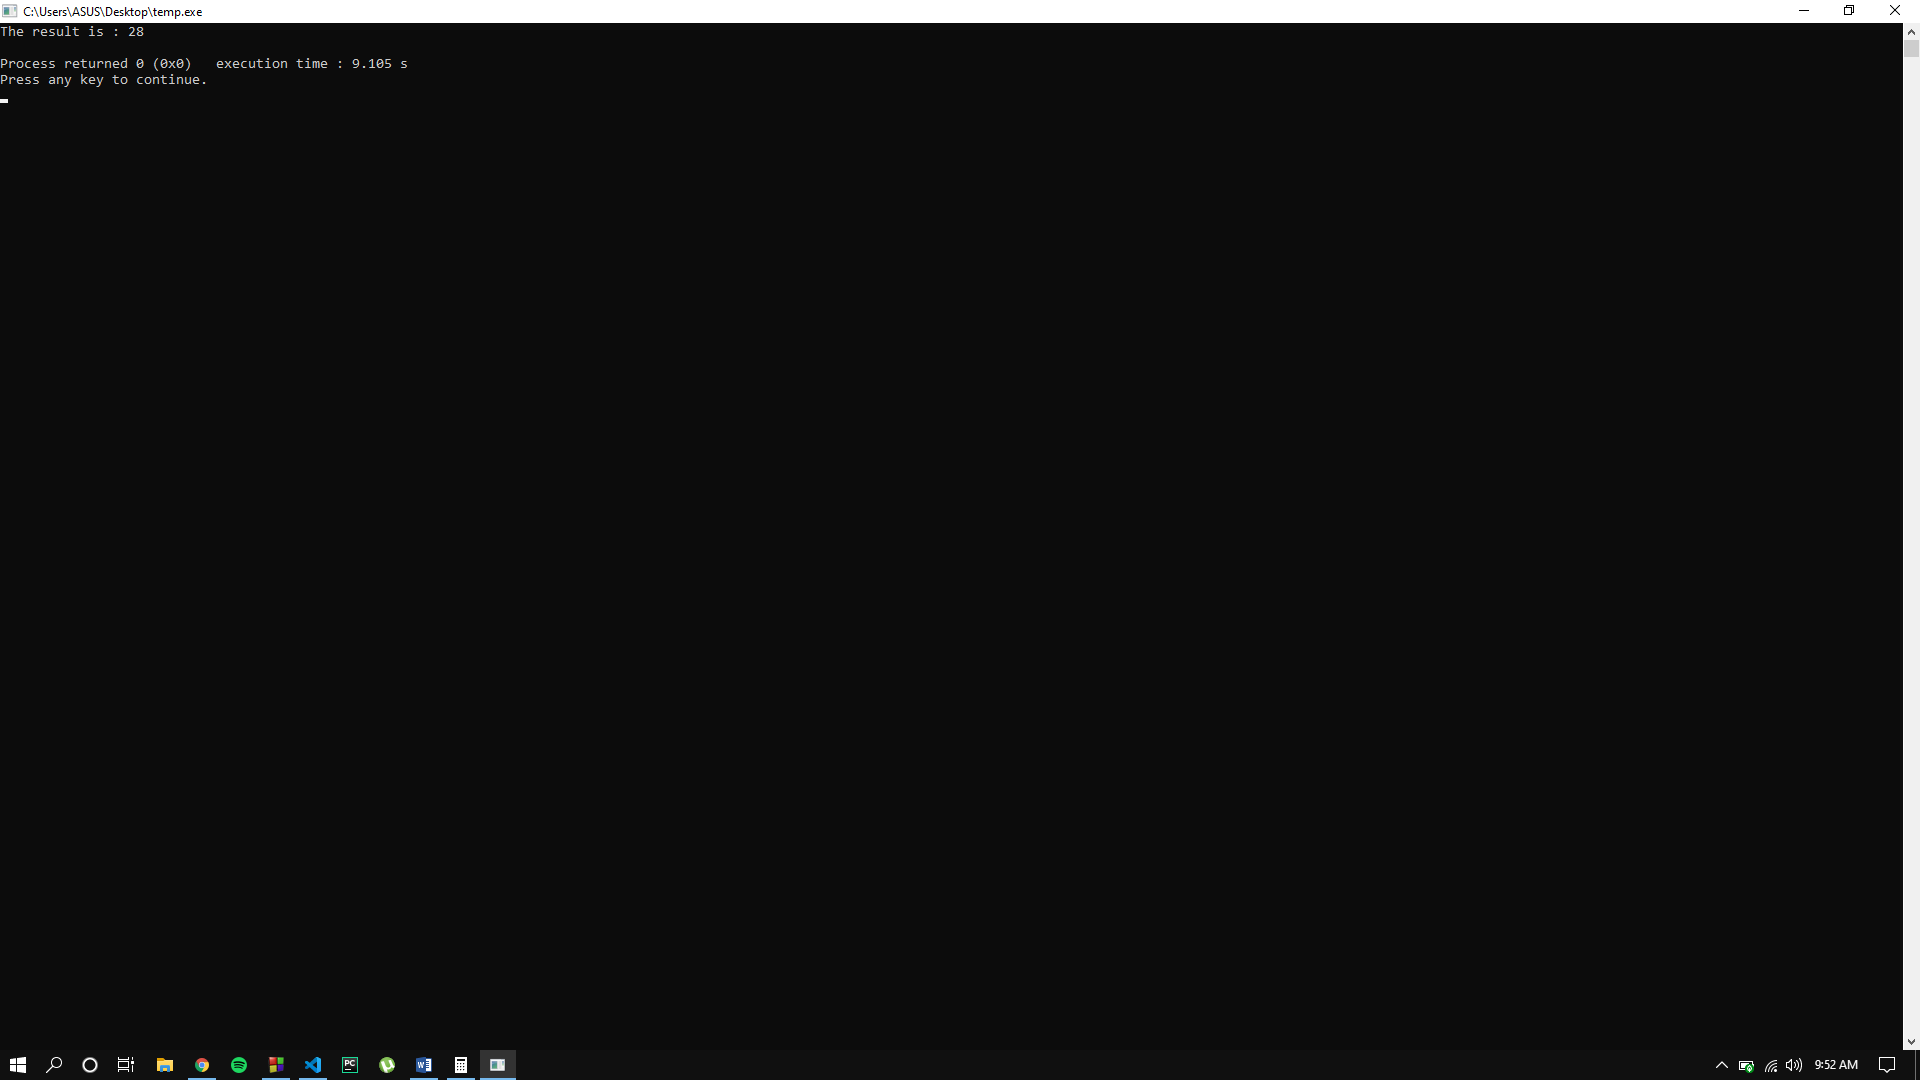 C:\Users\ASUS\Desktop\temp.exe
The result is : 28
Process returned 0 (0x0)   execution time : 9.105 s
Press any key to continue.
PC
W
9:52 AM